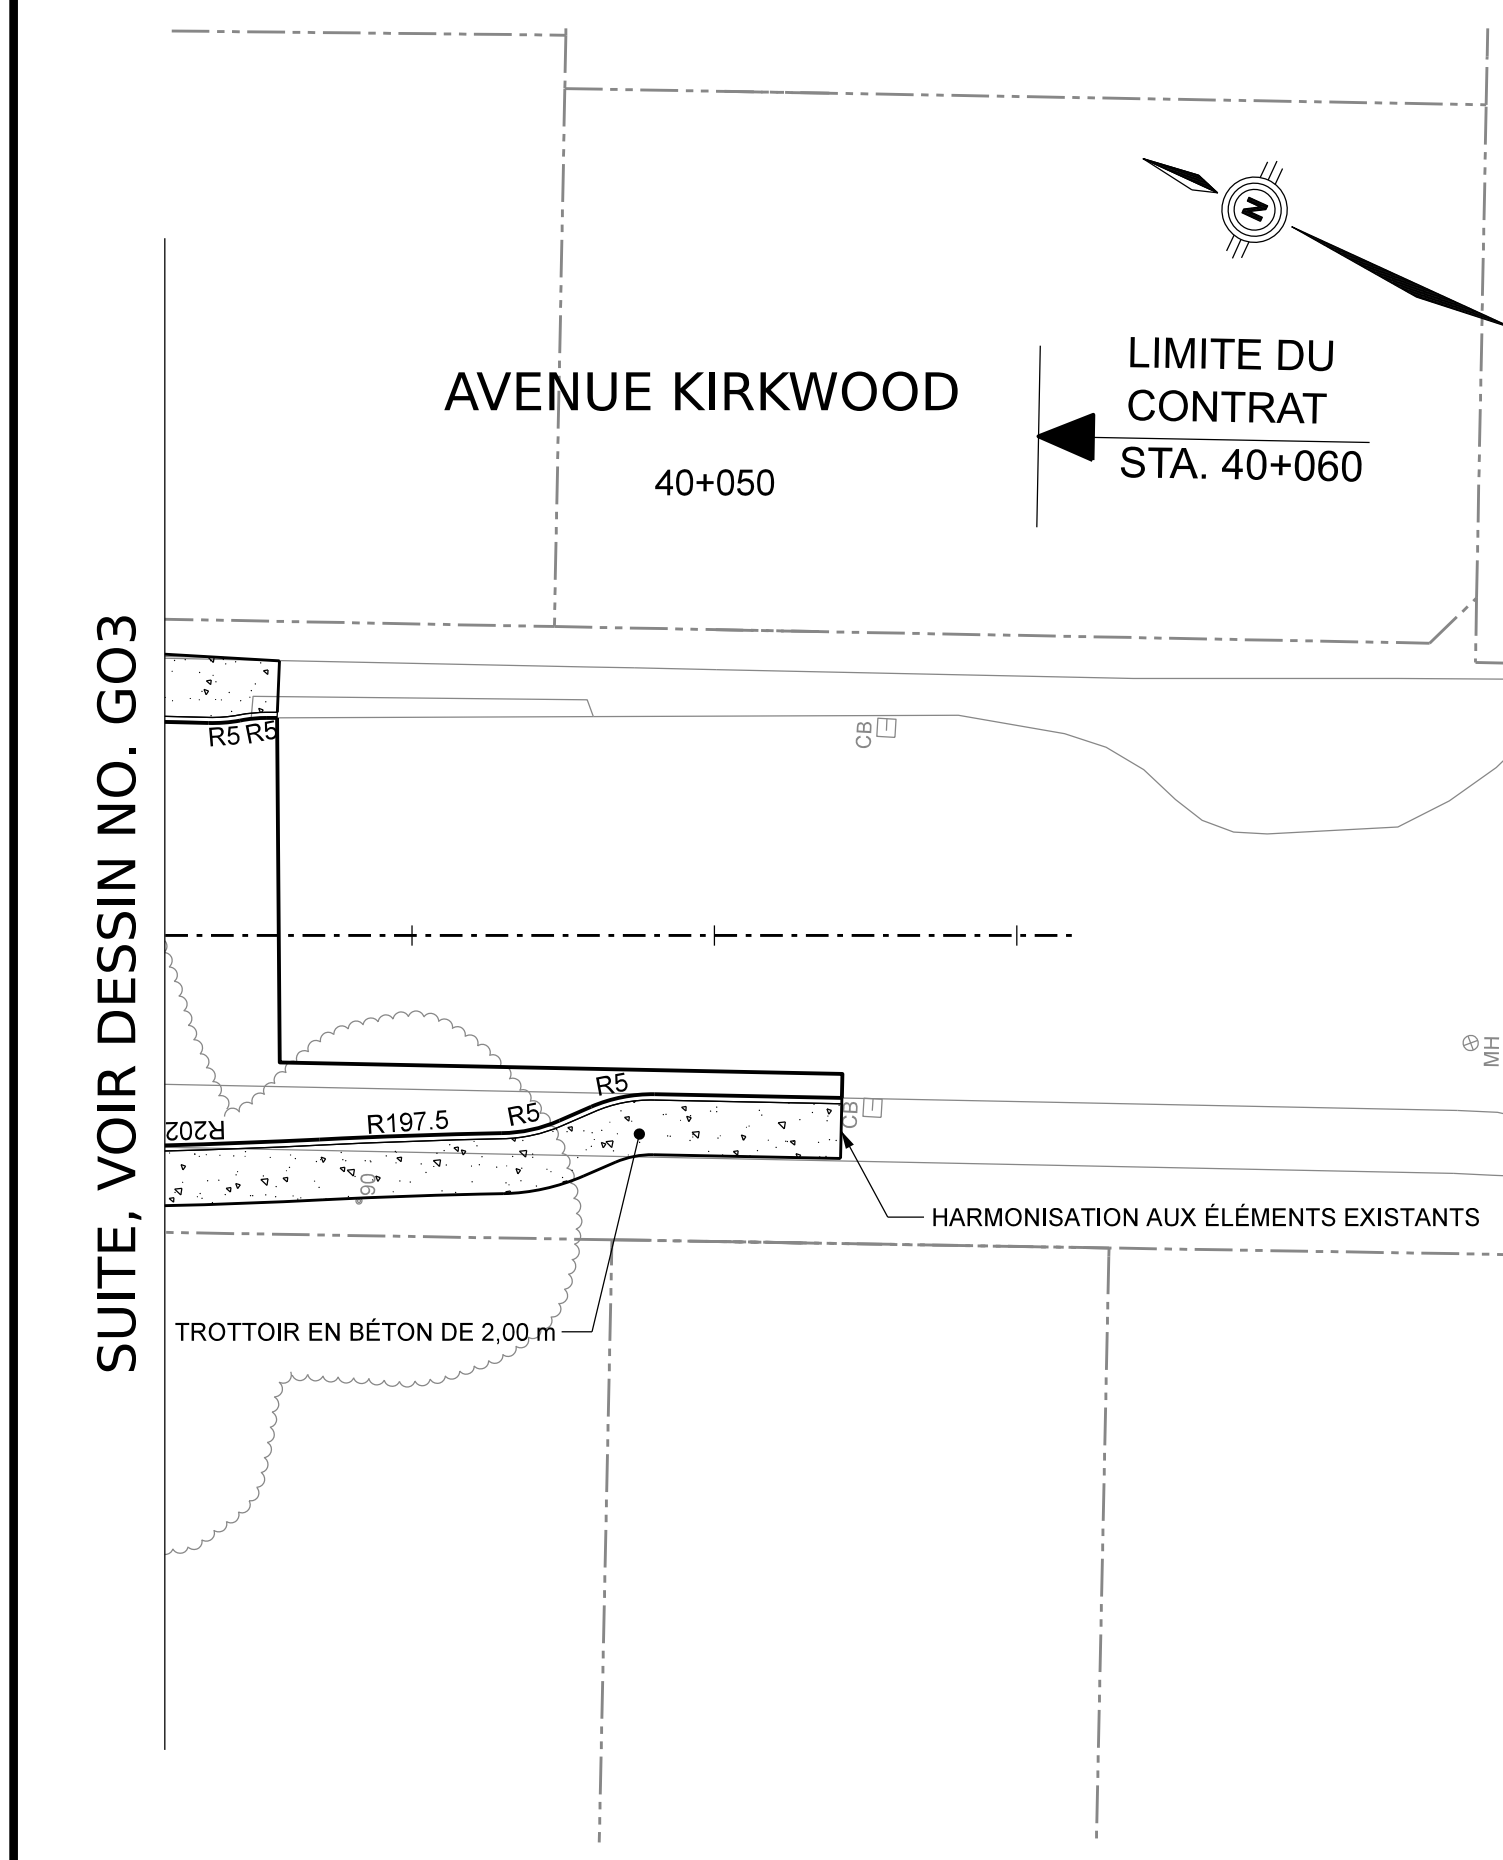 N
LIMITE DU
CONTRAT
STA. 40+060
AVENUE KIRKWOOD
40+050
SUITE, VOIR DESSIN NO. GO3
R5 R5
CB
MH
R5
R5
R197.5
R202
CB
90
HARMONISATION AUX ÉLÉMENTS EXISTANTS
TROTTOIR EN BÉTON DE 2,00 m